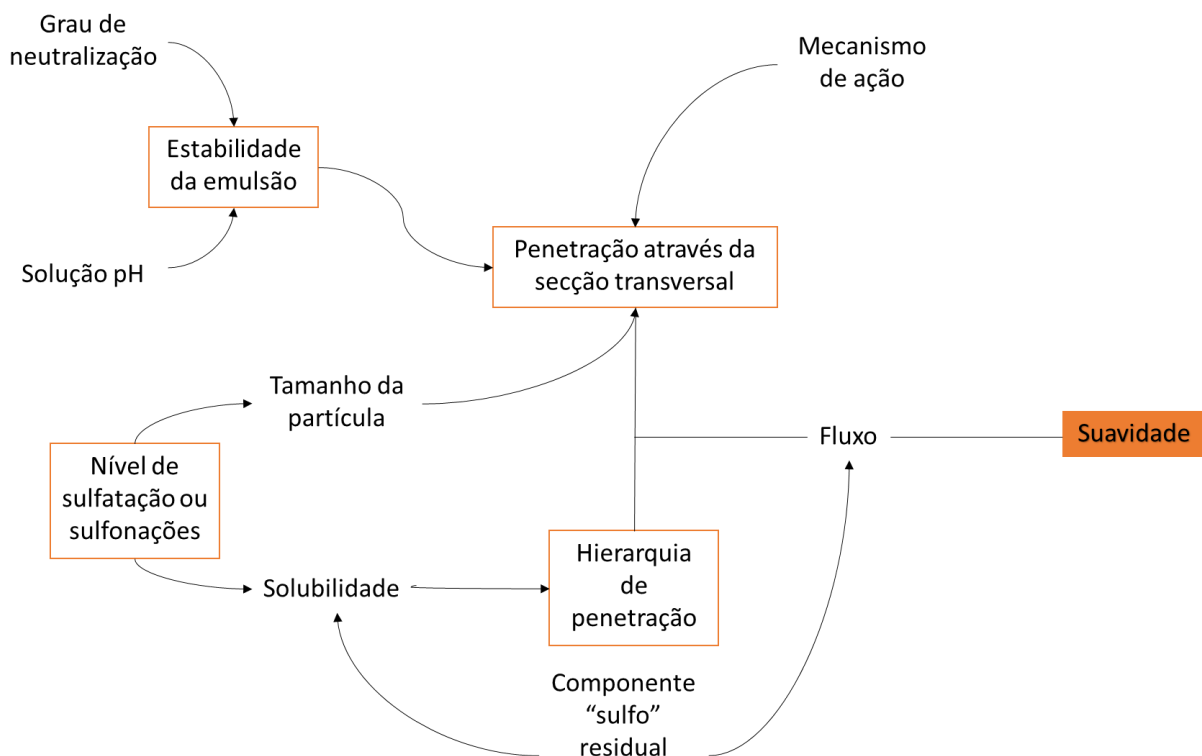 Grau de
neutralização
Mecanismo
de ação
Estabilidade
da emulsão
Penetração através da
secção transversal
Solução pH
Tamanho da
partícula
Fluxo
Suavidade
Nível de
sulfatação ou
sulfonações
Hierarquia
de
penetração
Solubilidade
Componente
“sulfo”
residual